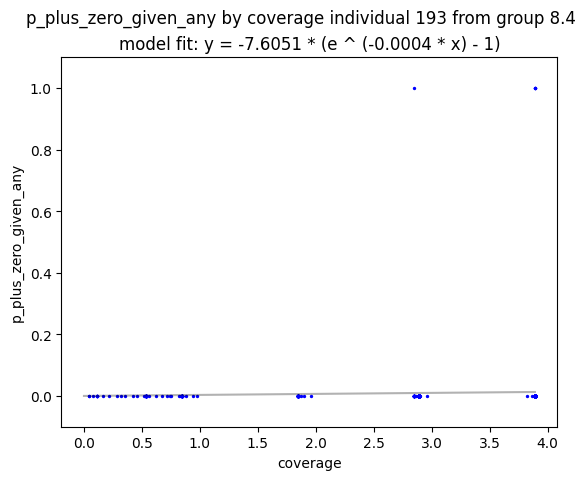 p_plus_zero_given_any by coverage individual 193 from group 8.4
model fit: y = -7.6051 * (e ^ (-0.0004 * x) - 1)
1.0
0.8
0.6
0.4
0.2
0.0
p_plus_zero_given_any
0.0 0.5 1.0 1.5 2.0 2.5 3.0 3.5 4.0
coverage